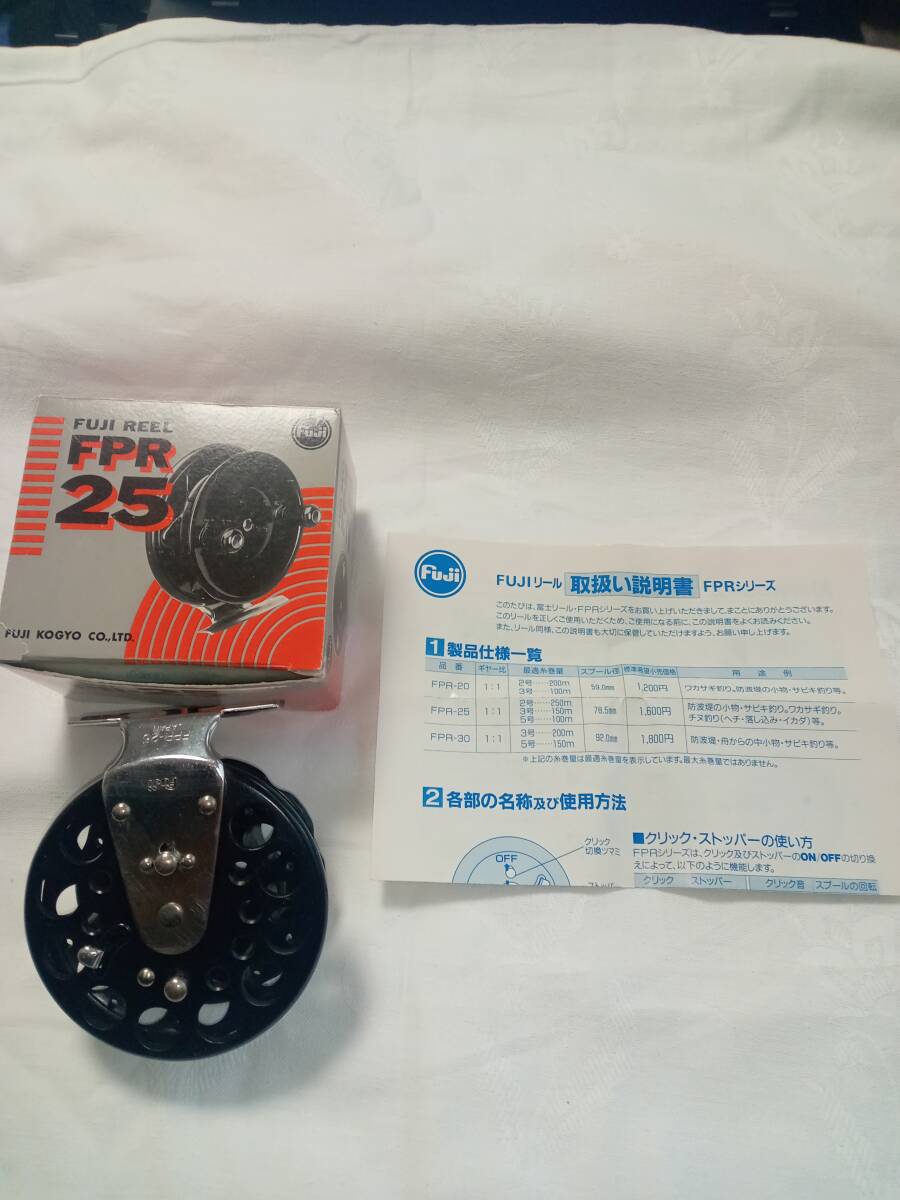 FUJI REEL
FPR
25
Fuji
FUJI KOGYO CO.,LTD.
FPR-25
JAPAN
Fuji
FUJIリール 取扱い説明書 FPRシリーズ
このたびは、富士リール・FPRシリーズをお買い上げいただきまして、まことにありがとうございます。
このリールを正しくご使用いただくため、ご使用になる前に、この説明書をよくお読みください。
また、リール同様、この説明書も大切に保管していただけますよう、お願い申し上げます。
1 製品仕様一覧
品番 ギヤー比 最適糸巻量 スプール径 標準希望小売価格 用途例
FPR-20 1:1 2号……200m 3号……100m 59.0mm 1,200円 ワカサギ釣り。防波堤の小物・サビキ釣り等。
FPR-25 1:1 2号……250m 3号……150m 5号……100m 76.5mm 1,600円 防波堤の小物・サビキ釣り。ワカサギ釣り。チヌ釣り(ヘチ・落し込み・イカダ)等。
FPR-30 1:1 3号……200m 5号……150m 92.0mm 1,800円 防波堤・舟からの中小物・サビキ釣り等。
※上記の糸巻量は最適糸巻量を表示しています。最大糸巻量ではありません。
2 各部の名称及び使用方法
OFF
クリック
切換ツマミ
ストッパー
■クリック・ストッパーの使い方
FPRシリーズは、クリック及びストッパーのON/OFFの切り換
えによって、以下のように機能します。
クリック ストッパー クリック音 スプールの回転